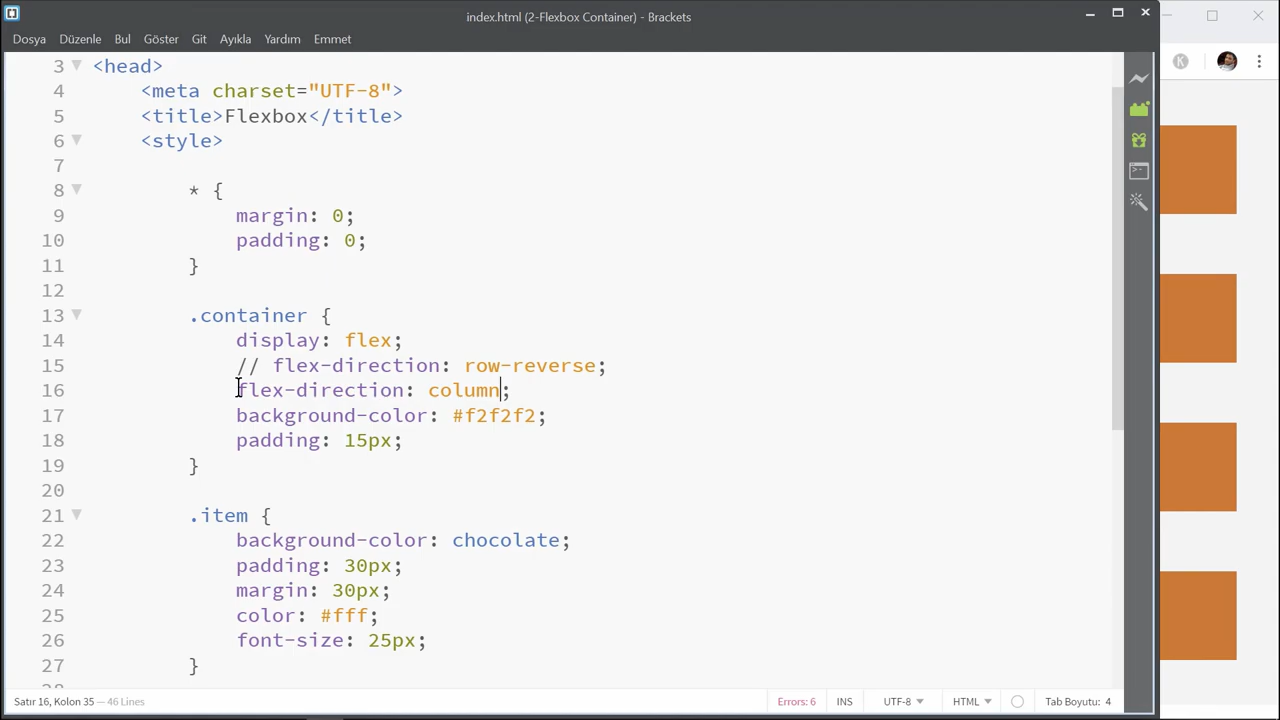 index.html (2-Flexbox Container) - Brackets
Dosya Düzenle Bul Göster Git Ayıkla Yardım Emmet
3 <head>
4 <meta charset="UTF-8">
5 <title>Flexbox</title>
6 <style>
7
8 * {
9 margin: 0;
10 padding: 0;
11 }
12
13 .container {
14 display: flex;
15 // flex-direction: row-reverse;
16 flex-direction: column;
17 background-color: #f2f2f2;
18 padding: 15px;
19 }
20
21 .item {
22 background-color: chocolate;
23 padding: 30px;
24 margin: 30px;
25 color: #fff;
26 font-size: 25px;
27 }
Satır 16, Kolon 35 — 46 Lines Errors: 6 INS UTF-8 HTML Tab Boyutu: 4
K